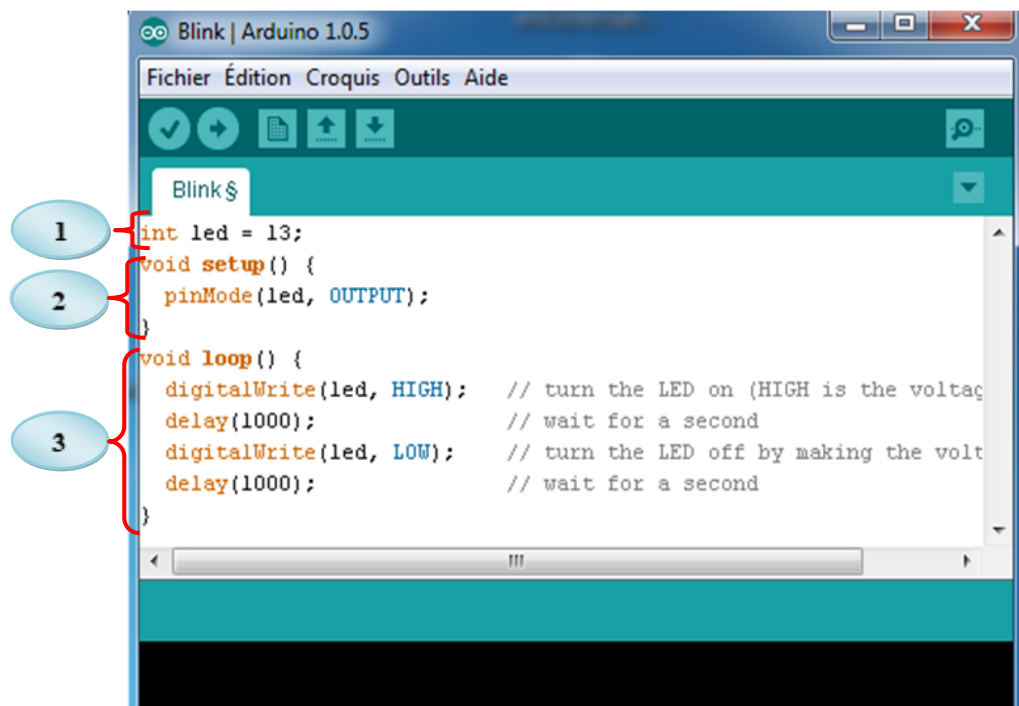 Blink | Arduino 1.0.5
Fichier Édition Croquis Outils Aide
Blink §
1
int led = 13;
void setup() {
2
pinMode(led, OUTPUT);
}
void loop() {
digitalWrite(led, HIGH); // turn the LED on (HIGH is the voltag
delay(1000); // wait for a second
3
digitalWrite(led, LOW); // turn the LED off by making the volt
delay(1000); // wait for a second
}